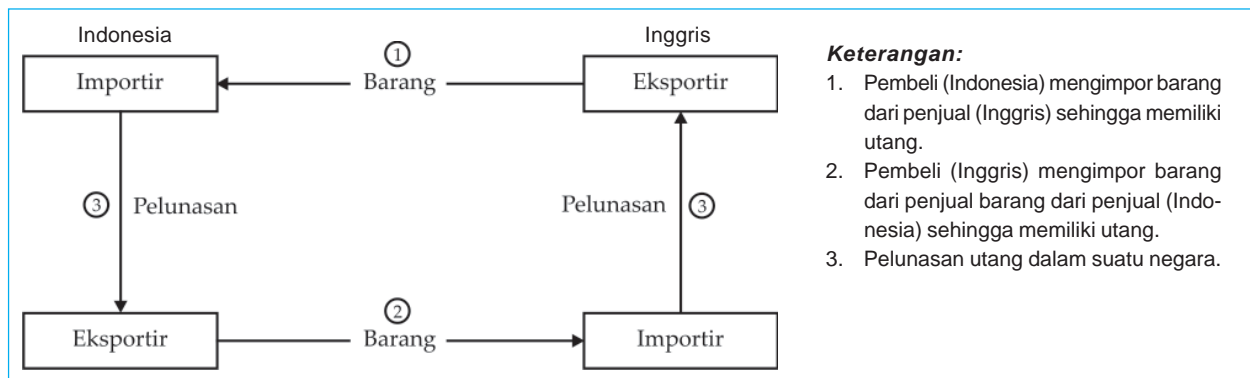 Indonesia
Inggris
①
Importir
Barang
Eksportir
③ Pelunasan
Pelunasan ③
②
Eksportir
Barang
Importir
Keterangan:
1. Pembeli (Indonesia) mengimpor barang
dari penjual (Inggris) sehingga memiliki
utang.
2. Pembeli (Inggris) mengimpor barang
dari penjual barang dari penjual (Indo-
nesia) sehingga memiliki utang.
3. Pelunasan utang dalam suatu negara.